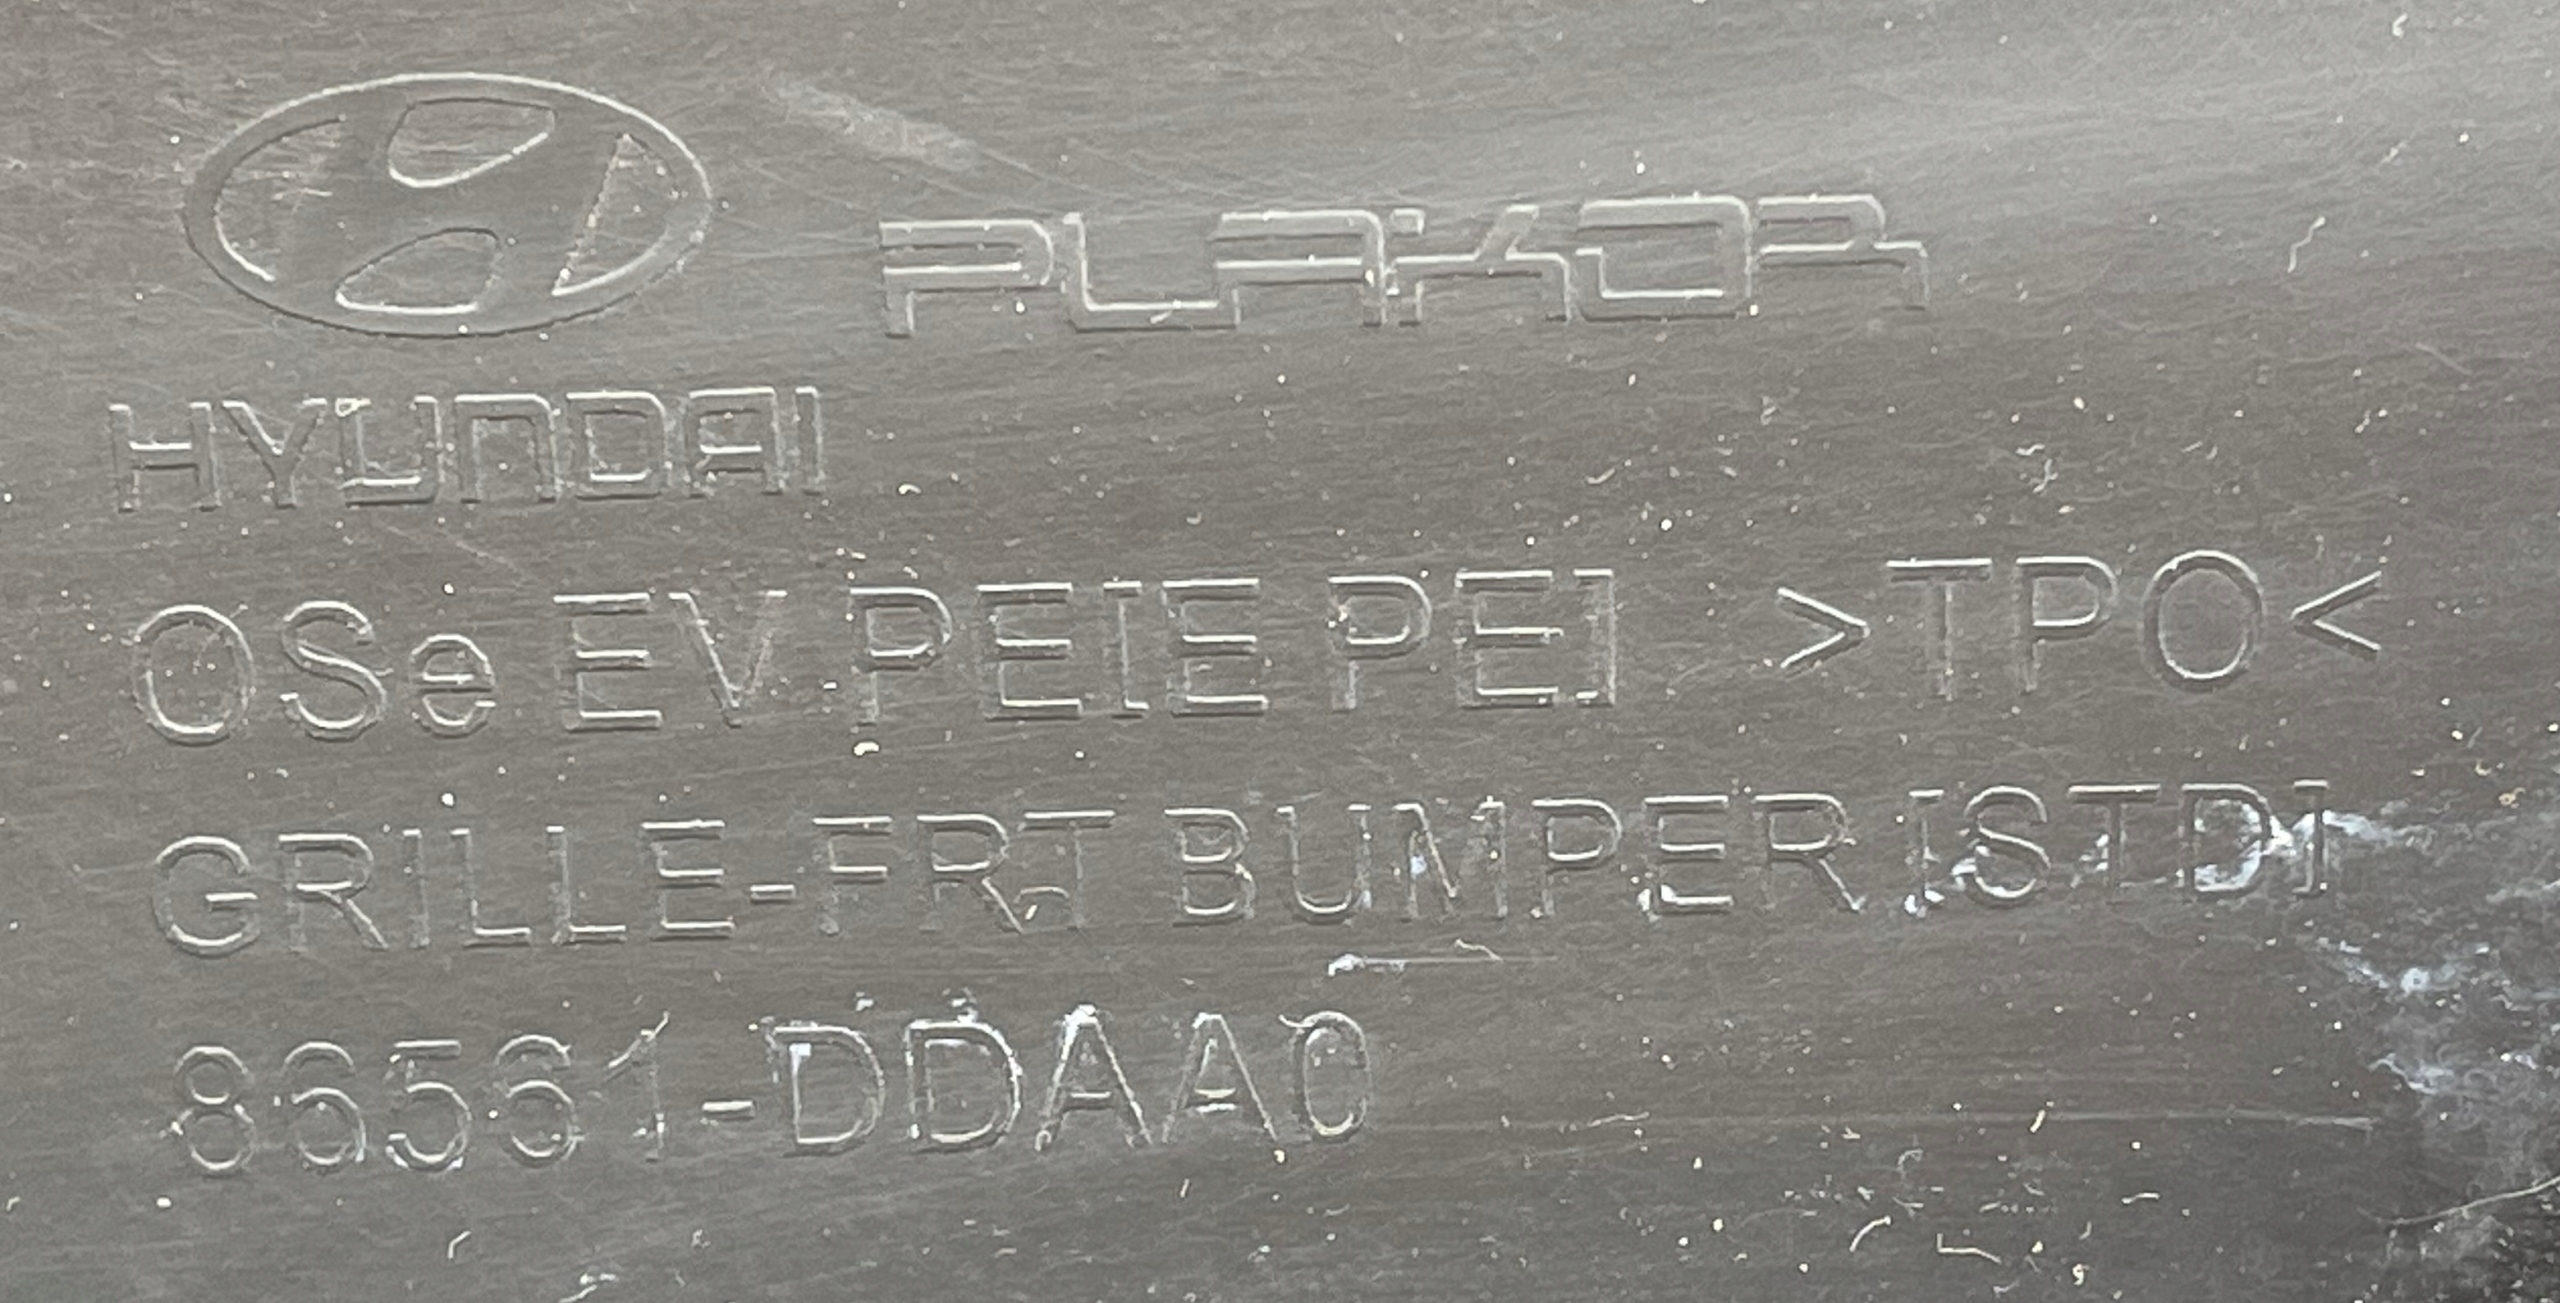 PLAKOR
HYUNDAI
OSe EV PE[E PE] >TPO<
GRILLE-FRT BUMPER [STD]
86561-DDAA0